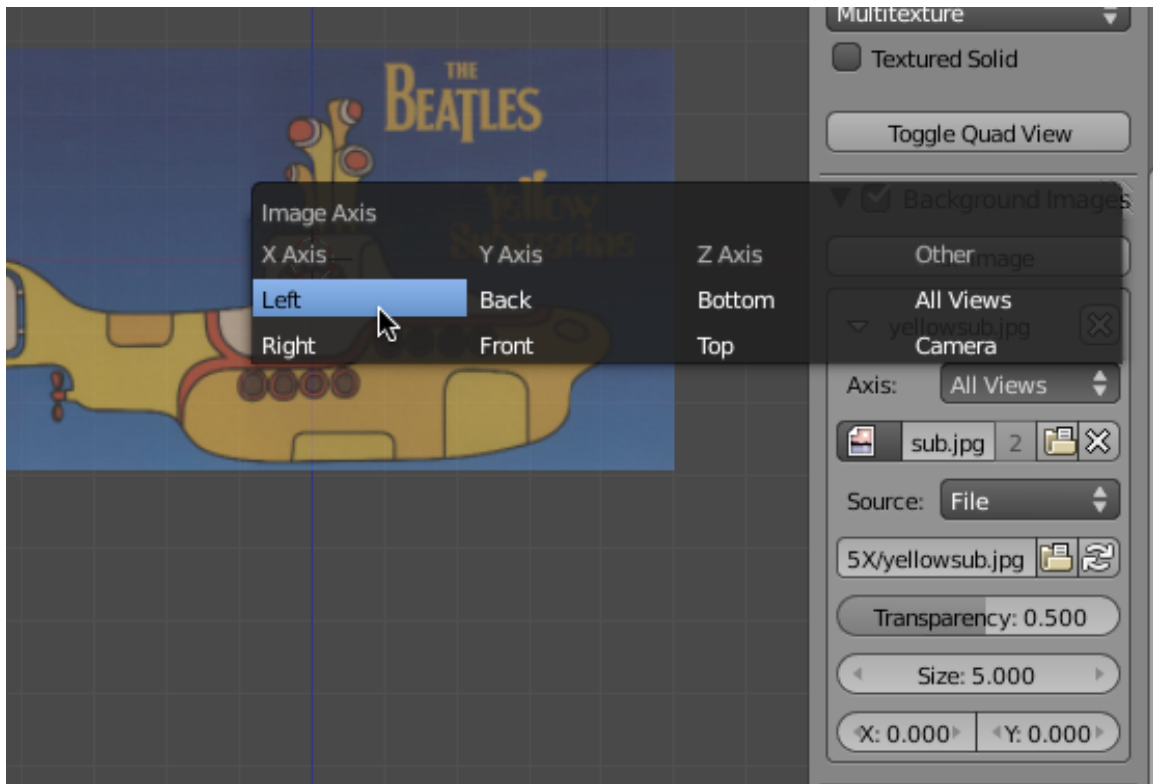 Multitexture
Textured Solid
Toggle Quad View
THE
BEATLES
Yellow
Submarine
Background Images
Image
yellowsub.jpg
Image Axis
X Axis
Y Axis
Z Axis
Other
Left
Back
Bottom
All Views
Right
Front
Top
Camera
Axis: All Views
sub.jpg 2
Source: File
5X/yellowsub.jpg
Transparency: 0.500
Size: 5.000
X: 0.000 Y: 0.000